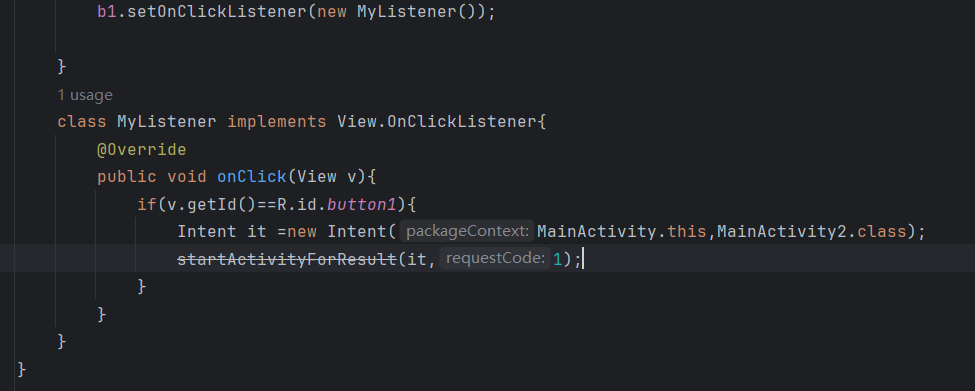 b1.setOnClickListener(new MyListener());
}
1 usage
class MyListener implements View.OnClickListener{
@Override
public void onClick(View v){
if(v.getId()==R.id.button1){
Intent it =new Intent( packageContext: MainActivity.this,MainActivity2.class);
startActivityForResult(it, requestCode: 1);
}
}
}
}